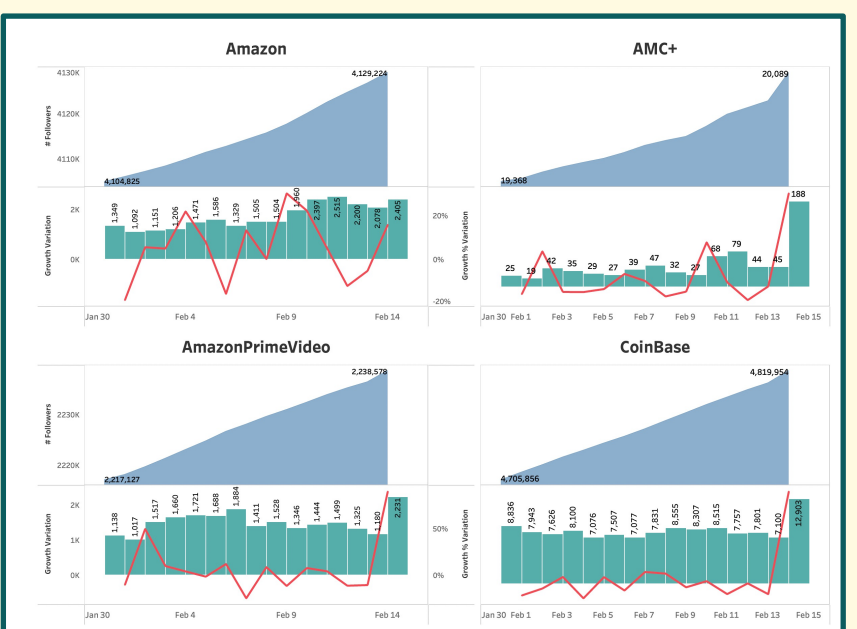 Amazon
# Followers
4130K
4120K
4110K
4,104,825
4,129,224
Growth Variation
2K
0K
1,349
1,092
1,151
1,206
1,471
1,586
1,329
1,505
1,504
1,960
2,397
2,515
2,200
2,078
2,405
20%
0%
-20%
Jan 30
Feb 4
Feb 9
Feb 14
AMC+
19,368
20,089
Growth % Variation
25
19
42
35
29
27
39
47
32
27
68
79
44
45
188
Jan 30
Feb 1
Feb 3
Feb 5
Feb 7
Feb 9
Feb 11
Feb 13
Feb 15
AmazonPrimeVideo
# Followers
2230K
2220K
2,217,127
2,238,578
Growth Variation
2K
1K
0K
1,138
1,017
1,517
1,660
1,721
1,688
1,884
1,411
1,528
1,346
1,444
1,499
1,325
1,180
2,231
50%
0%
Jan 30
Feb 4
Feb 9
Feb 14
CoinBase
4,705,856
4,819,954
Growth % Variation
8,836
7,943
7,626
8,100
7,076
7,507
7,077
7,831
8,555
8,307
8,515
7,757
7,801
7,100
12,903
Jan 30
Feb 1
Feb 3
Feb 5
Feb 7
Feb 9
Feb 11
Feb 13
Feb 15